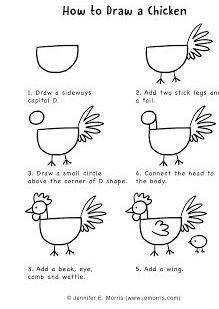 How to Draw a Chicken
1. Draw a sideways
capital D.
2. Add two stick legs and
a tail.
3. Draw a small circle
above the corner of D shape.
4. Connect the head to
the body.
3. Add a beak, eye,
comb and wattle.
5. Add a wing.
© Jennifer E. Morris (www.jemorris.com)